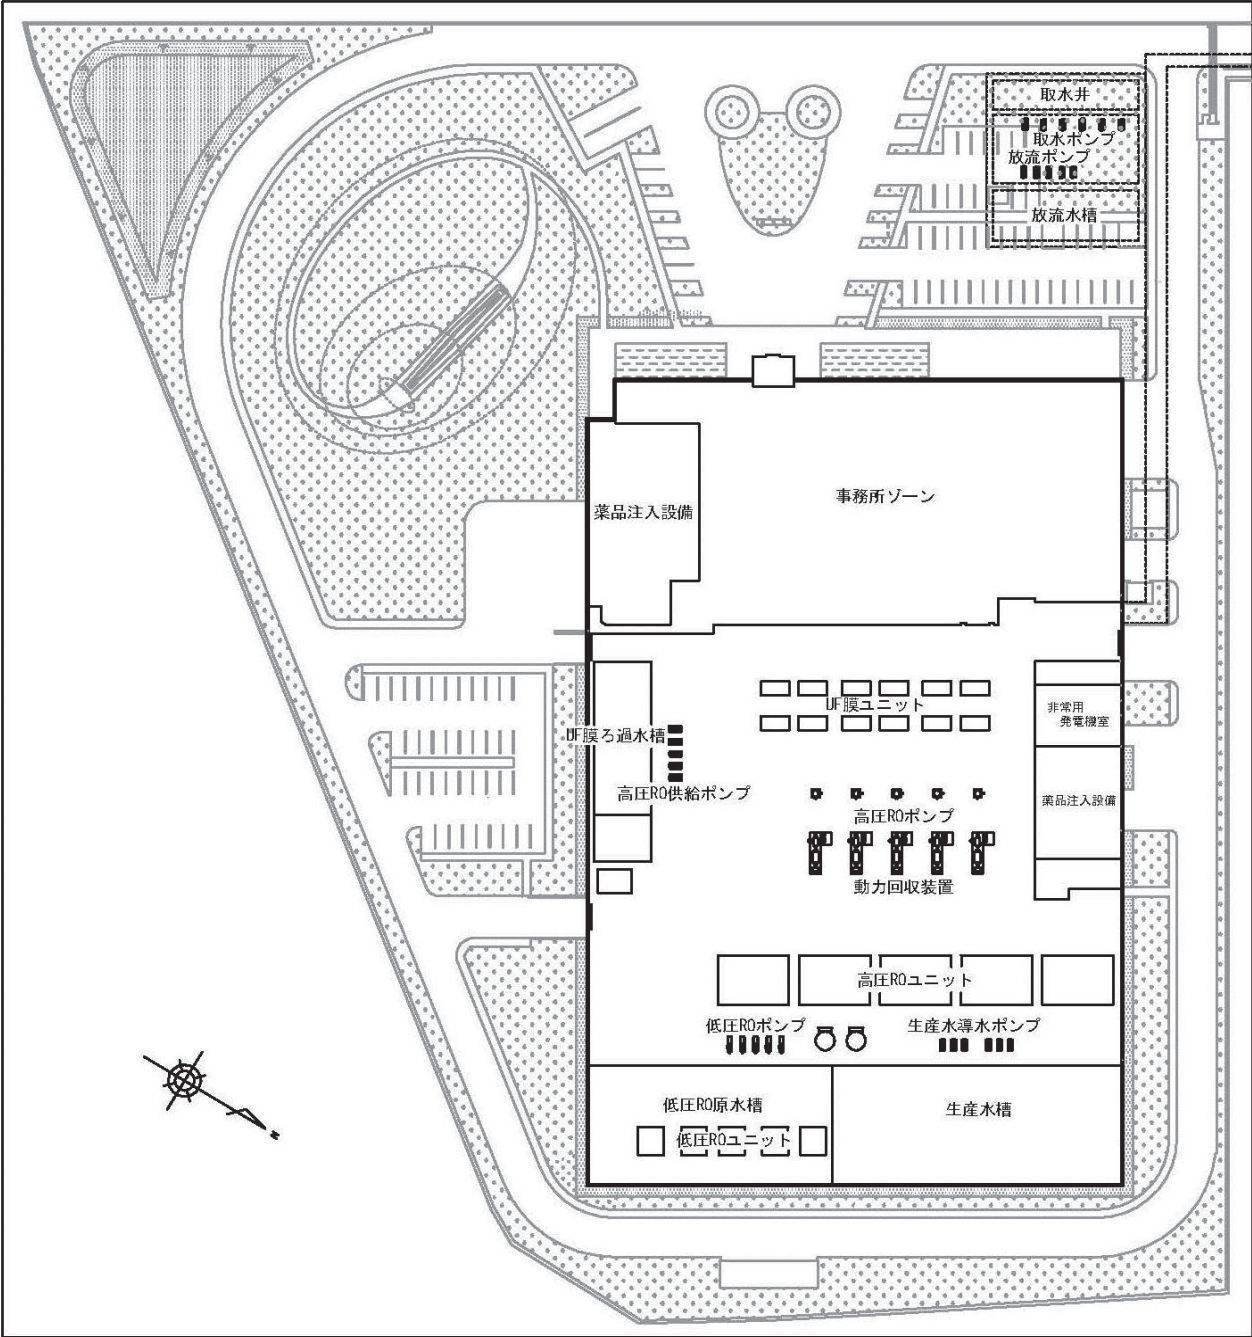 取水井
取水ポンプ
放流ポンプ
放流水槽
薬品注入設備
事務所ゾーン
UF膜ユニット
非常用
発電機室
UF膜ろ過水槽
高圧RO供給ポンプ
薬品注入設備
高圧ROポンプ
動力回収装置
高圧ROユニット
低圧ROポンプ
生産水導水ポンプ
低圧RO原水槽
生産水槽
低圧ROユニット
N